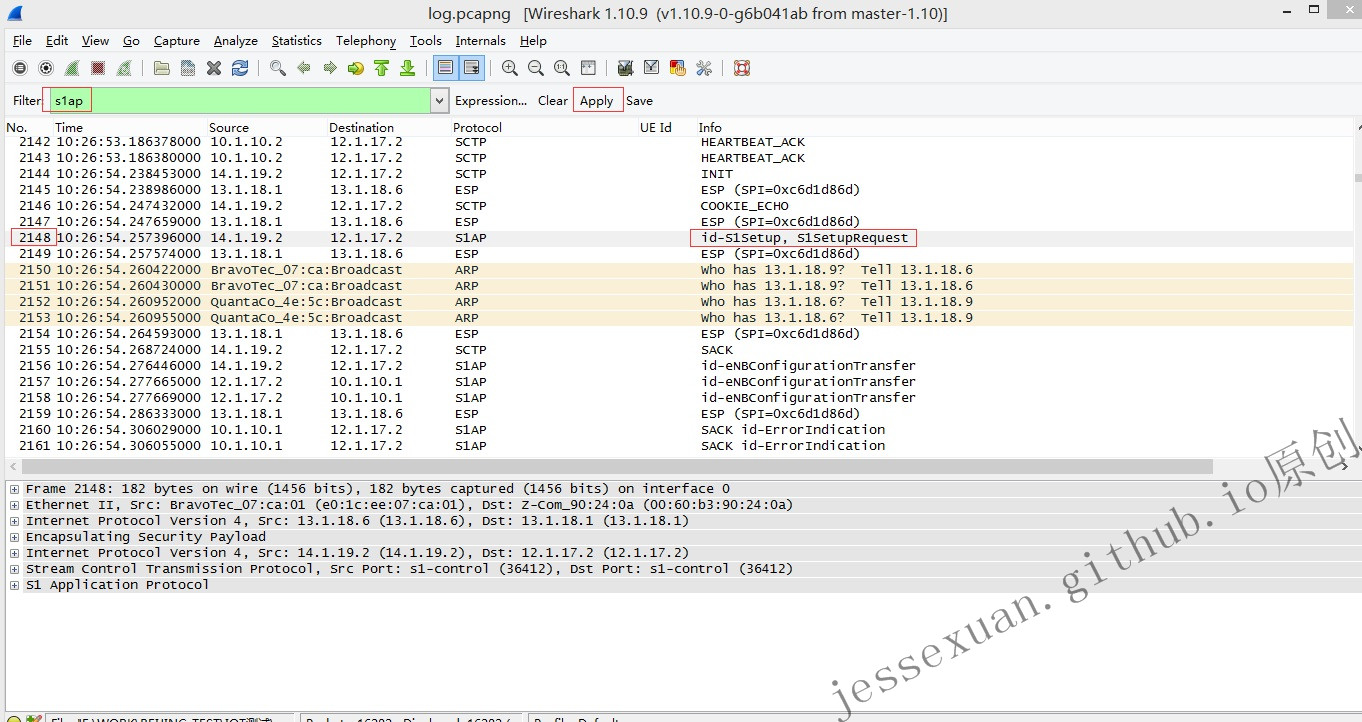 log.pcapng [Wireshark 1.10.9 (v1.10.9-0-g6b041ab from master-1.10)]
File Edit View Go Capture Analyze Statistics Telephony Tools Internals Help
Filter: s1ap Expression... Clear Apply Save
No. Time Source Destination Protocol UE Id Info
2142 10:26:53.186378000 10.1.10.2 12.1.17.2 SCTP HEARTBEAT_ACK
2143 10:26:53.186380000 10.1.10.2 12.1.17.2 SCTP HEARTBEAT_ACK
2144 10:26:54.238453000 14.1.19.2 12.1.17.2 SCTP INIT
2145 10:26:54.238986000 13.1.18.1 13.1.18.6 ESP ESP (SPI=0xc6d1d86d)
2146 10:26:54.247432000 14.1.19.2 12.1.17.2 SCTP COOKIE_ECHO
2147 10:26:54.247659000 13.1.18.1 13.1.18.6 ESP ESP (SPI=0xc6d1d86d)
2148 10:26:54.257396000 14.1.19.2 12.1.17.2 S1AP id-S1Setup, S1SetupRequest
2149 10:26:54.257574000 13.1.18.1 13.1.18.6 ESP ESP (SPI=0xc6d1d86d)
2150 10:26:54.260422000 BravoTec_07:ca: Broadcast ARP Who has 13.1.18.9? Tell 13.1.18.6
2151 10:26:54.260430000 BravoTec_07:ca: Broadcast ARP Who has 13.1.18.9? Tell 13.1.18.6
2152 10:26:54.260952000 QuantaCo_4e:5c: Broadcast ARP Who has 13.1.18.6? Tell 13.1.18.9
2153 10:26:54.260955000 QuantaCo_4e:5c: Broadcast ARP Who has 13.1.18.6? Tell 13.1.18.9
2154 10:26:54.264593000 13.1.18.1 13.1.18.6 ESP ESP (SPI=0xc6d1d86d)
2155 10:26:54.268724000 14.1.19.2 12.1.17.2 SCTP SACK
2156 10:26:54.276446000 14.1.19.2 12.1.17.2 S1AP id-eNBConfigurationTransfer
2157 10:26:54.277665000 12.1.17.2 10.1.10.1 S1AP id-eNBConfigurationTransfer
2158 10:26:54.277669000 12.1.17.2 10.1.10.1 S1AP id-eNBConfigurationTransfer
2159 10:26:54.286333000 13.1.18.1 13.1.18.6 ESP ESP (SPI=0xc6d1d86d)
2160 10:26:54.306029000 10.1.10.1 12.1.17.2 S1AP SACK id-ErrorIndication
2161 10:26:54.306055000 10.1.10.1 12.1.17.2 S1AP SACK id-ErrorIndication
Frame 2148: 182 bytes on wire (1456 bits), 182 bytes captured (1456 bits) on interface 0
Ethernet II, Src: BravoTec_07:ca:01 (e0:1c:ee:07:ca:01), Dst: Z-Com_90:24:0a (00:60:b3:90:24:0a)
Internet Protocol Version 4, Src: 13.1.18.6 (13.1.18.6), Dst: 13.1.18.1 (13.1.18.1)
Encapsulating Security Payload
Internet Protocol Version 4, Src: 14.1.19.2 (14.1.19.2), Dst: 12.1.17.2 (12.1.17.2)
Stream Control Transmission Protocol, Src Port: s1-control (36412), Dst Port: s1-control (36412)
S1 Application Protocol
jessexuan.github.io原创